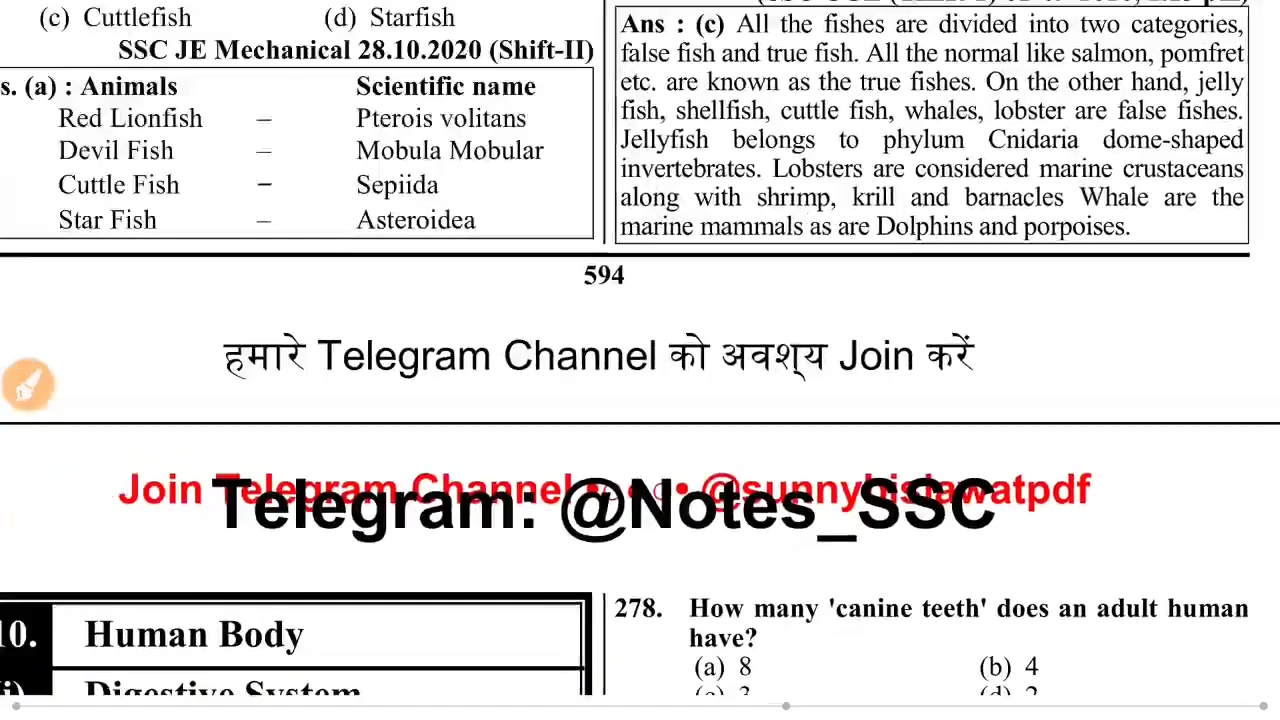 (c) Cuttlefish (d) Starfish
SSC JE Mechanical 28.10.2020 (Shift-II)
s. (a) : Animals Scientific name
Red Lionfish – Pterois volitans
Devil Fish – Mobula Mobular
Cuttle Fish – Sepiida
Star Fish – Asteroidea
Ans : (c) All the fishes are divided into two categories,
false fish and true fish. All the normal like salmon, pomfret
etc. are known as the true fishes. On the other hand, jelly
fish, shellfish, cuttle fish, whales, lobster are false fishes.
Jellyfish belongs to phylum Cnidaria dome-shaped
invertebrates. Lobsters are considered marine crustaceans
along with shrimp, krill and barnacles Whale are the
marine mammals as are Dolphins and porpoises.
594
हमारे Telegram Channel को अवश्य Join करें
Join Telegram Channel
Telegram: @Notes_SSC
10. Human Body
Digestive System
278. How many 'canine teeth' does an adult human
have?
(a) 8 (b) 4
(c) 3 (d) 2